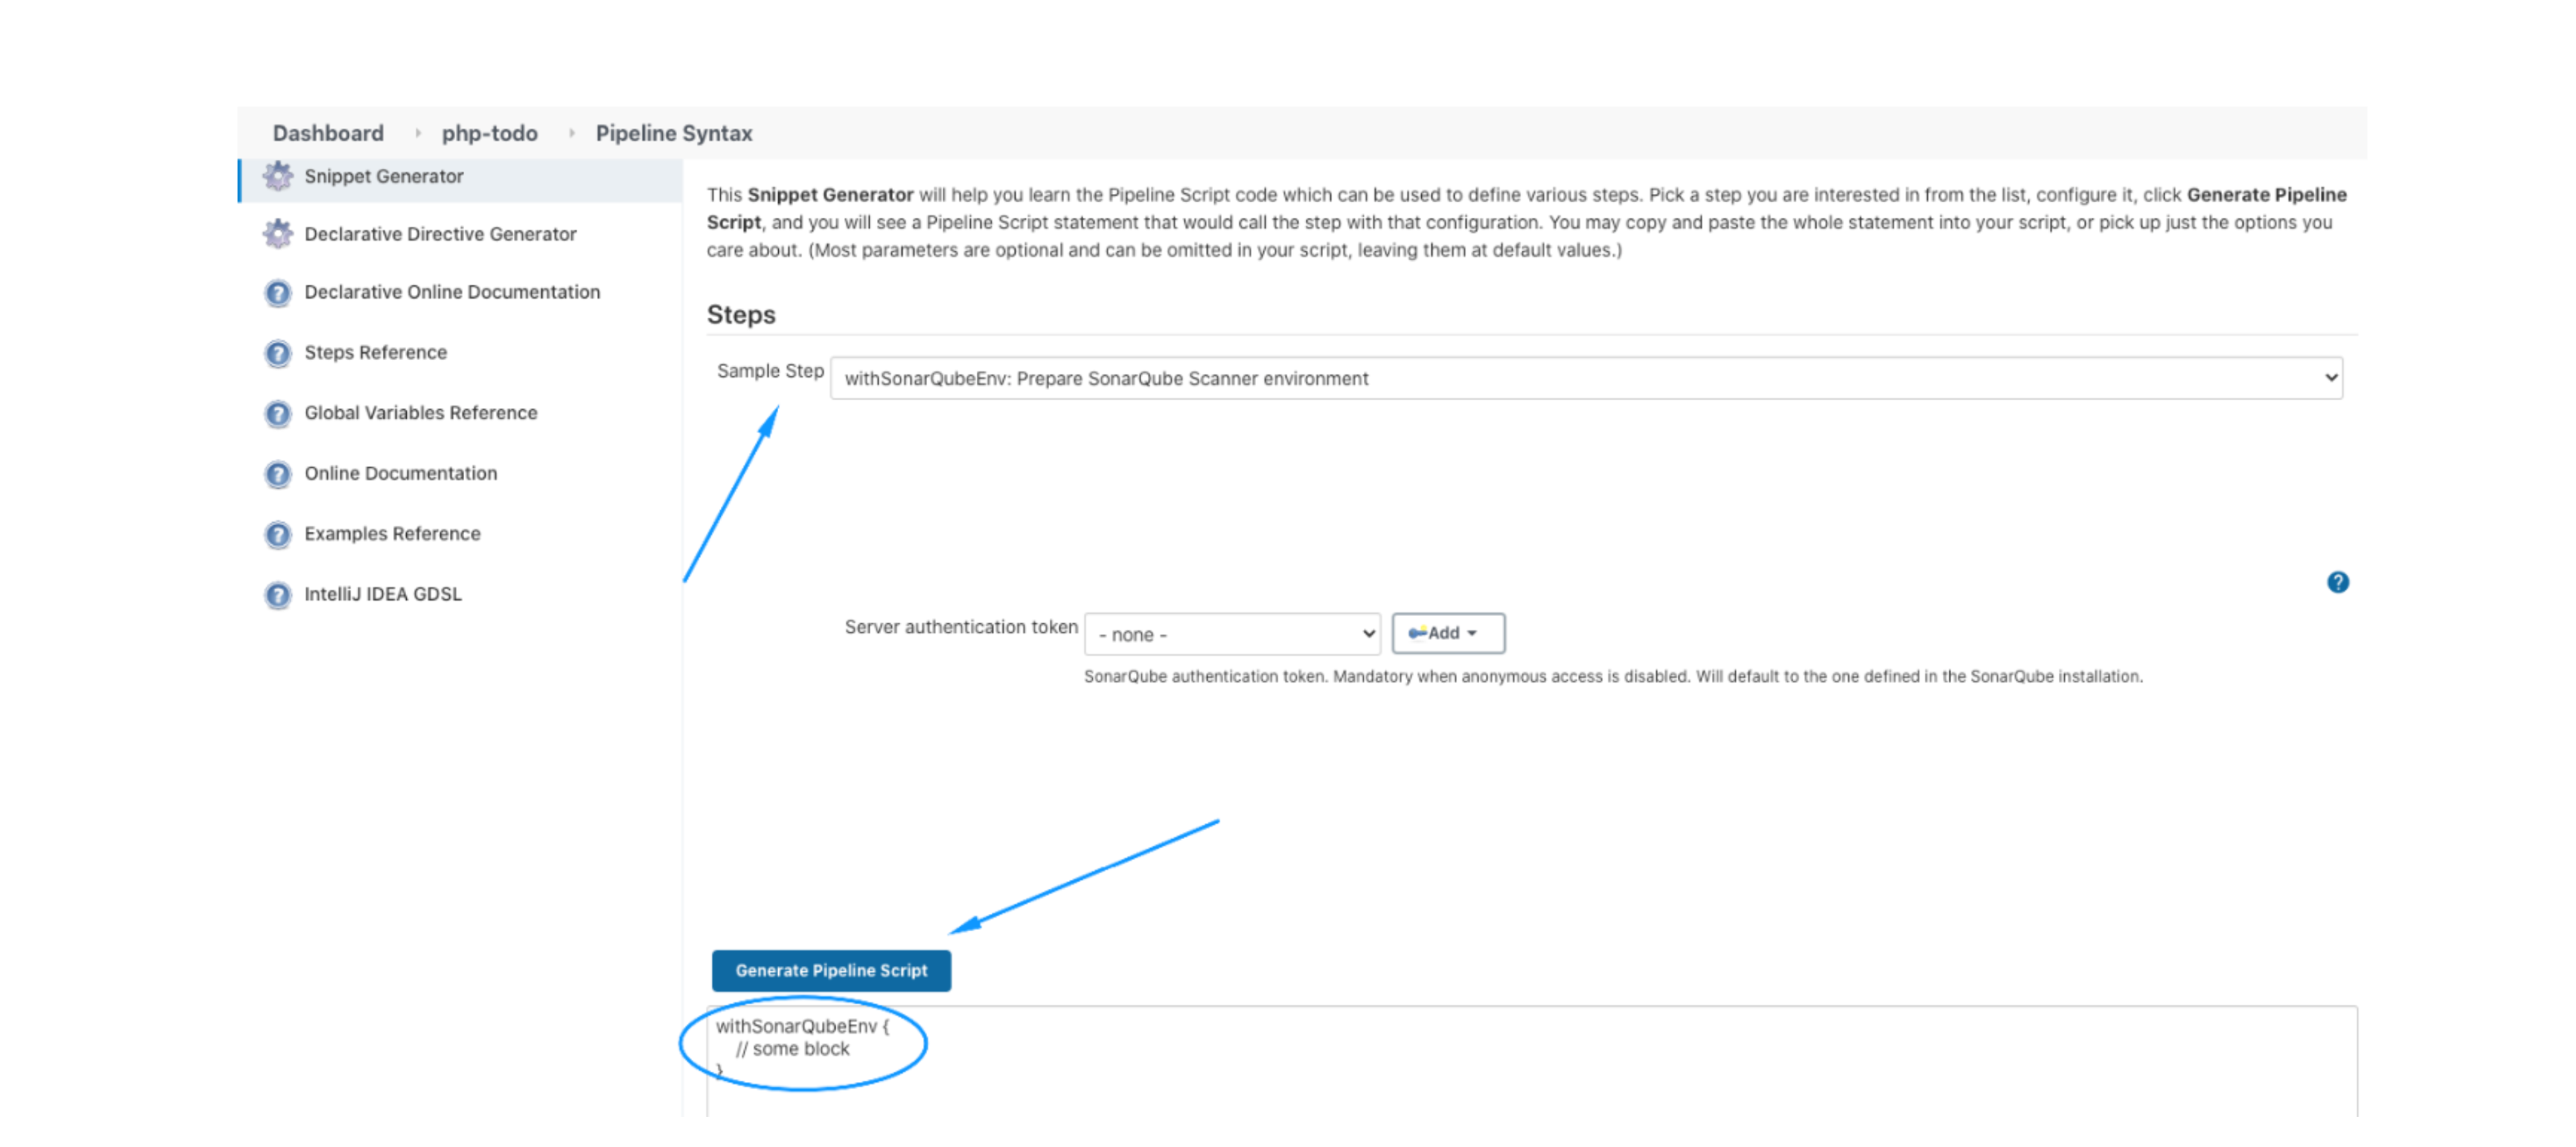 Dashboard
php-todo
Pipeline Syntax
Snippet Generator
Declarative Directive Generator
Declarative Online Documentation
Steps Reference
Global Variables Reference
Online Documentation
Examples Reference
IntelliJ IDEA GDSL
This Snippet Generator will help you learn the Pipeline Script code which can be used to define various steps. Pick a step you are interested in from the list, configure it, click Generate Pipeline
Script, and you will see a Pipeline Script statement that would call the step with that configuration. You may copy and paste the whole statement into your script, or pick up just the options you
care about. (Most parameters are optional and can be omitted in your script, leaving them at default values.)
Steps
Sample Step
withSonarQubeEnv: Prepare SonarQube Scanner environment
?
Server authentication token
- none -
Add
SonarQube authentication token. Mandatory when anonymous access is disabled. Will default to the one defined in the SonarQube installation.
Generate Pipeline Script
withSonarQubeEnv {
// some block
}